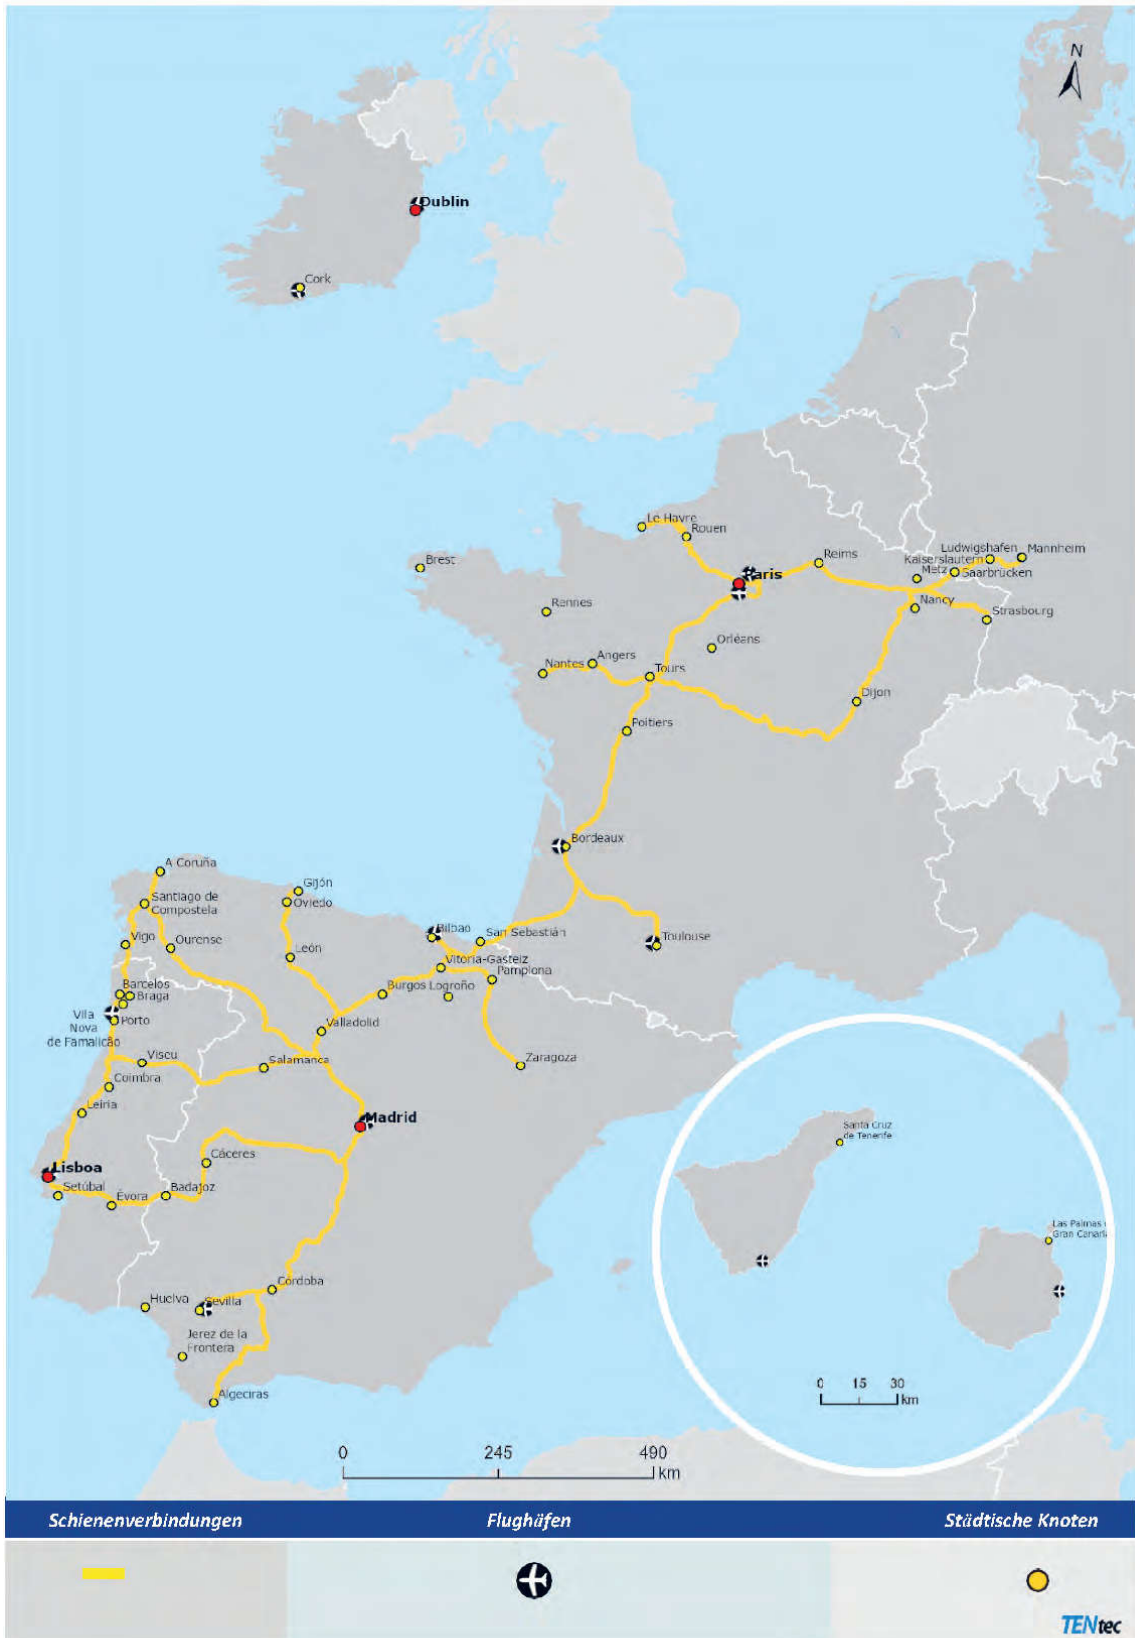 N
Dublin
Cork
Le Havre
Rouen
Brest
Reims
Ludwigshafen
Mannheim
Kaiserslautern
Metz
Saarbrücken
aris
Rennes
Nancy
Strasbourg
Orléans
Nantes
Angers
Tours
Dijon
Poitiers
Bordeaux
A Coruña
Gijón
Santiago de
Compostela
Oviedo
Bilbao
San Sebastián
Toulouse
Vigo
Ourense
León
Vitoria-Gasteiz
Pamplona
Barcelos
Braga
Burgos
Logroño
Vila
Nova
de Famalicão
Porto
Valladolid
Viseu
Salamanca
Zaragoza
Coimbra
Leiria
Madrid
Santa Cruz
de Tenerife
Cáceres
Lisboa
Setúbal
Évora
Badajoz
Las Palmas
Gran Canaria
Córdoba
Huelva
Sevilla
Jerez de la
Frontera
Algeciras
0 15 30
km
0 245 490
km
Schienenverbindungen
Flughäfen
Städtische Knoten
TENtec